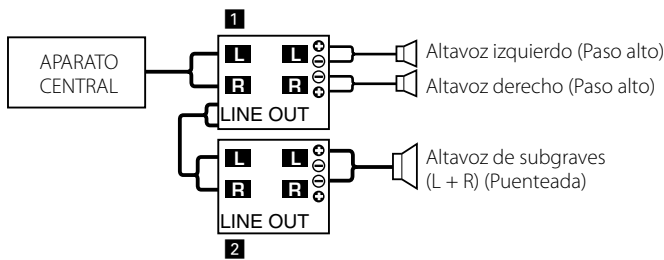 1
APARATO
CENTRAL
L L
R R
LINE OUT
Altavoz izquierdo (Paso alto)
Altavoz derecho (Paso alto)
L L
R R
LINE OUT
Altavoz de subgraves
(L + R) (Puenteada)
2